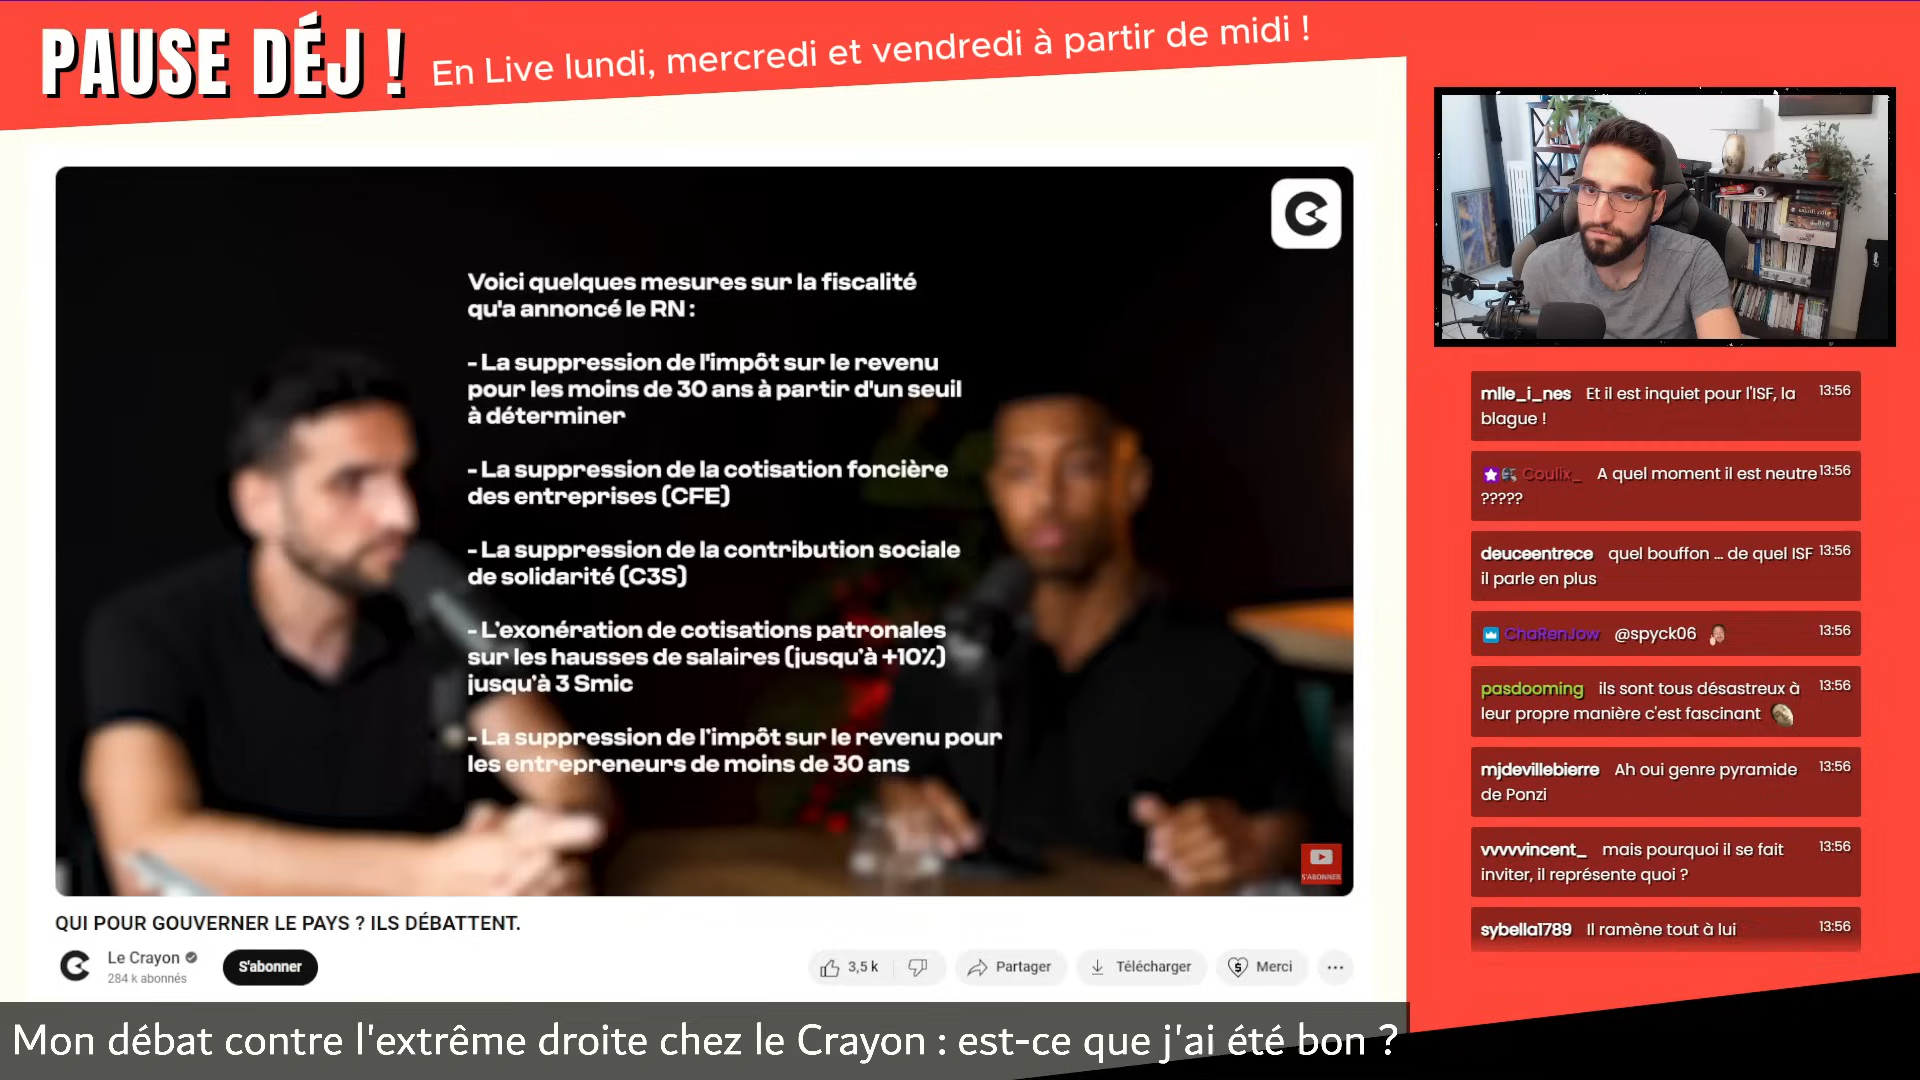 PAUSE DÉJ !
En Live lundi, mercredi et vendredi à partir de midi !
Voici quelques mesures sur la fiscalité
qu'a annoncé le RN :
- La suppression de l'impôt sur le revenu
pour les moins de 30 ans à partir d'un seuil
à déterminer
- La suppression de la cotisation foncière
des entreprises (CFE)
- La suppression de la contribution sociale
de solidarité (C3S)
- L'exonération de cotisations patronales
sur les hausses de salaires (jusqu'à +10%)
jusqu'à 3 Smic
- La suppression de l'impôt sur le revenu pour
les entrepreneurs de moins de 30 ans
S'ABONNER
QUI POUR GOUVERNER LE PAYS ? ILS DÉBATTENT.
Le Crayon
284 k abonnés
S'abonner
3,5 k
Partager
Télécharger
Merci
mlle_i_nes Et il est inquiet pour l'ISF, la 13:56
blague !
Coulix_ A quel moment il est neutre 13:56
?????
deuceentrece quel bouffon ... de quel ISF 13:56
il parle en plus
ChaRenJow @spyck06 13:56
pasdooming ils sont tous désastreux à 13:56
leur propre manière c'est fascinant
mjdevillebierre Ah oui genre pyramide 13:56
de Ponzi
vvvvvincent_ mais pourquoi il se fait 13:56
inviter, il représente quoi ?
sybella1789 Il ramène tout à lui 13:56
Mon débat contre l'extrême droite chez le Crayon : est-ce que j'ai été bon ?